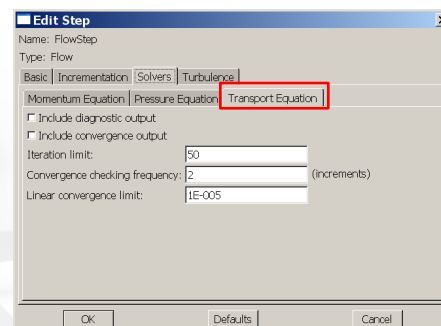 Edit Step
Name: FlowStep
Type: Flow
Basic Incrementation Solvers Turbulence
Momentum Equation Pressure Equation Transport Equation
Include diagnostic output
Include convergence output
Iteration limit: 50
Convergence checking frequency: 2 (increments)
Linear convergence limit: 1E-005
OK Defaults Cancel